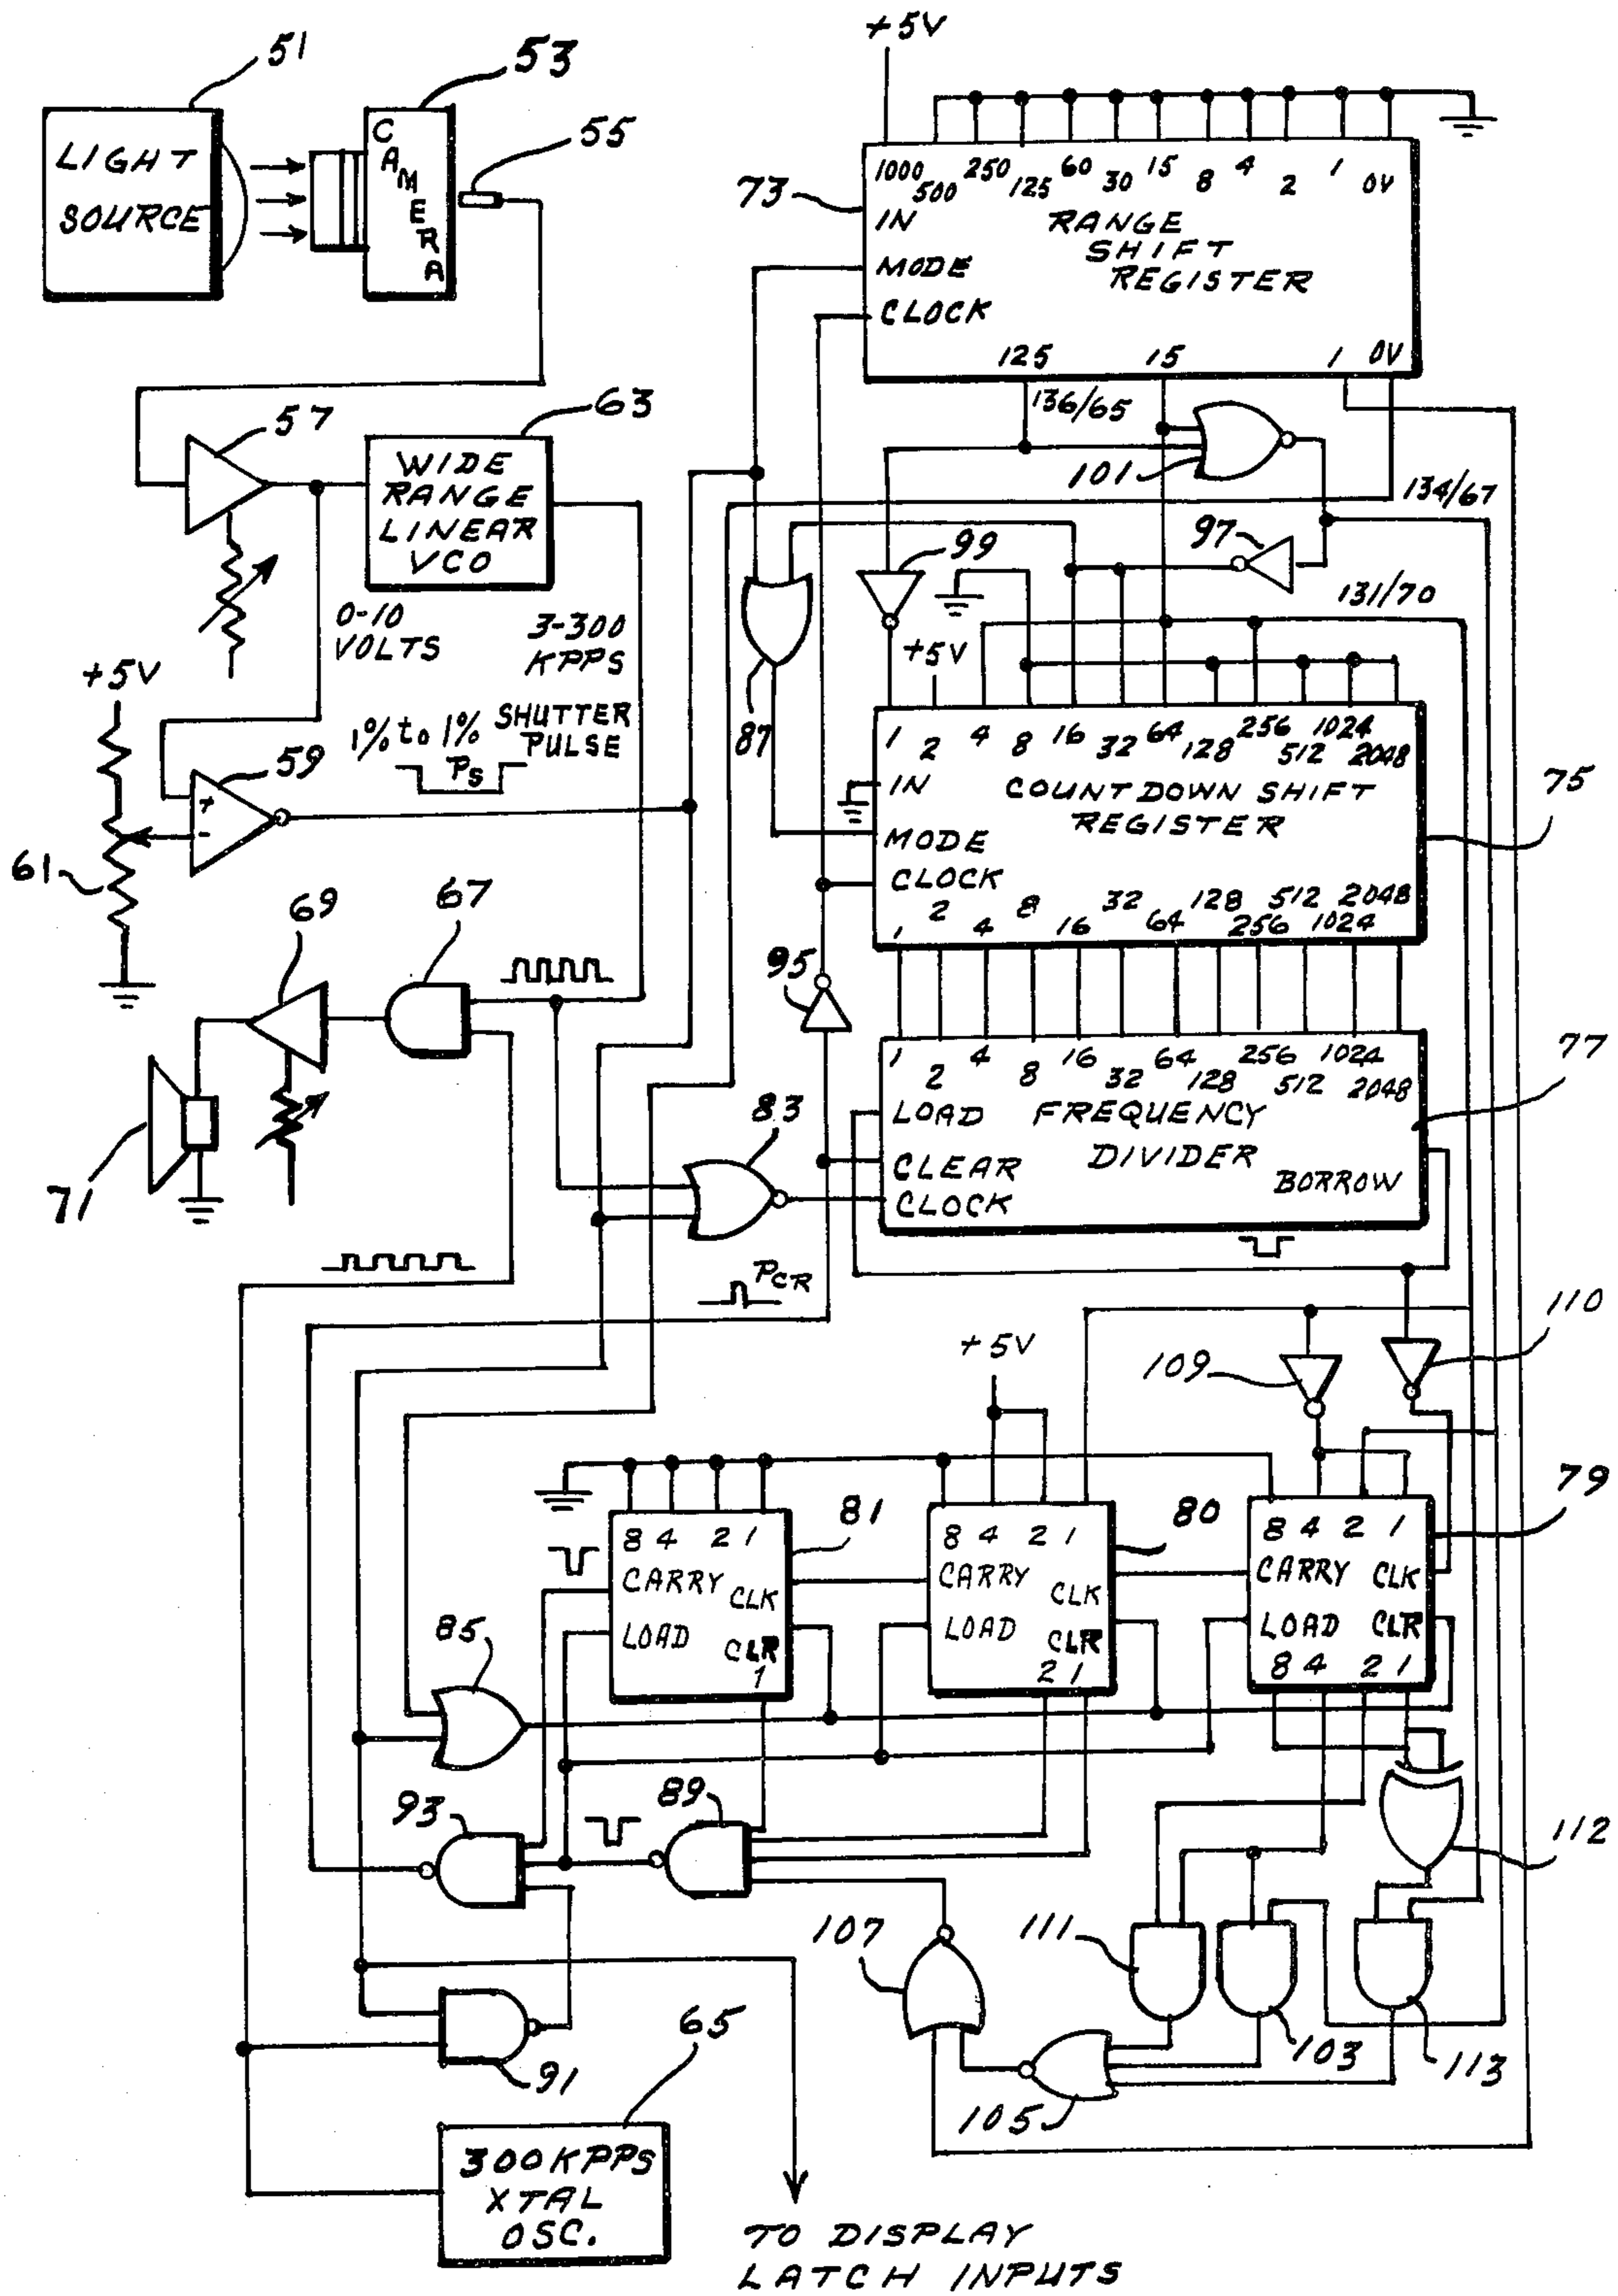 51
53
55
LIGHT
SOURCE
CAMERA
+5V
73
1000 500 250 125 60 30 15 8 4 2 1 OV
IN
RANGE
SHIFT
REGISTER
MODE
CLOCK
125 15 1 OV
136/65
101
134/67
57
63
WIDE
RANGE
LINEAR
VCO
0-10
VOLTS
3-300
KPPS
99
97
131/70
+5V
87
+5V
.1% to 1% SHUTTER
PULSE
PS
59
+
-
61
1 2 4 8 16 32 64 128 256 512 1024 2048
IN
COUNT DOWN SHIFT
REGISTER
MODE
CLOCK
1 2 4 8 16 32 64 128 256 512 1024 2048
75
69
67
95
71
1 2 4 8 16 32 64 128 256 512 1024 2048
LOAD
FREQUENCY
DIVIDER
CLEAR
CLOCK
BORROW
77
83
PCR
+5V
109
110
8 4 2 1
CARRY
CLK
LOAD
CLR
1
81
8 4 2 1
CARRY
CLK
LOAD
CLR
2 1
80
8 4 2 1
CARRY
CLK
LOAD
CLR
8 4 2 1
79
85
93
89
112
107
111
103
113
105
91
65
300KPPS
XTAL
OSC.
TO DISPLAY
LATCH INPUTS